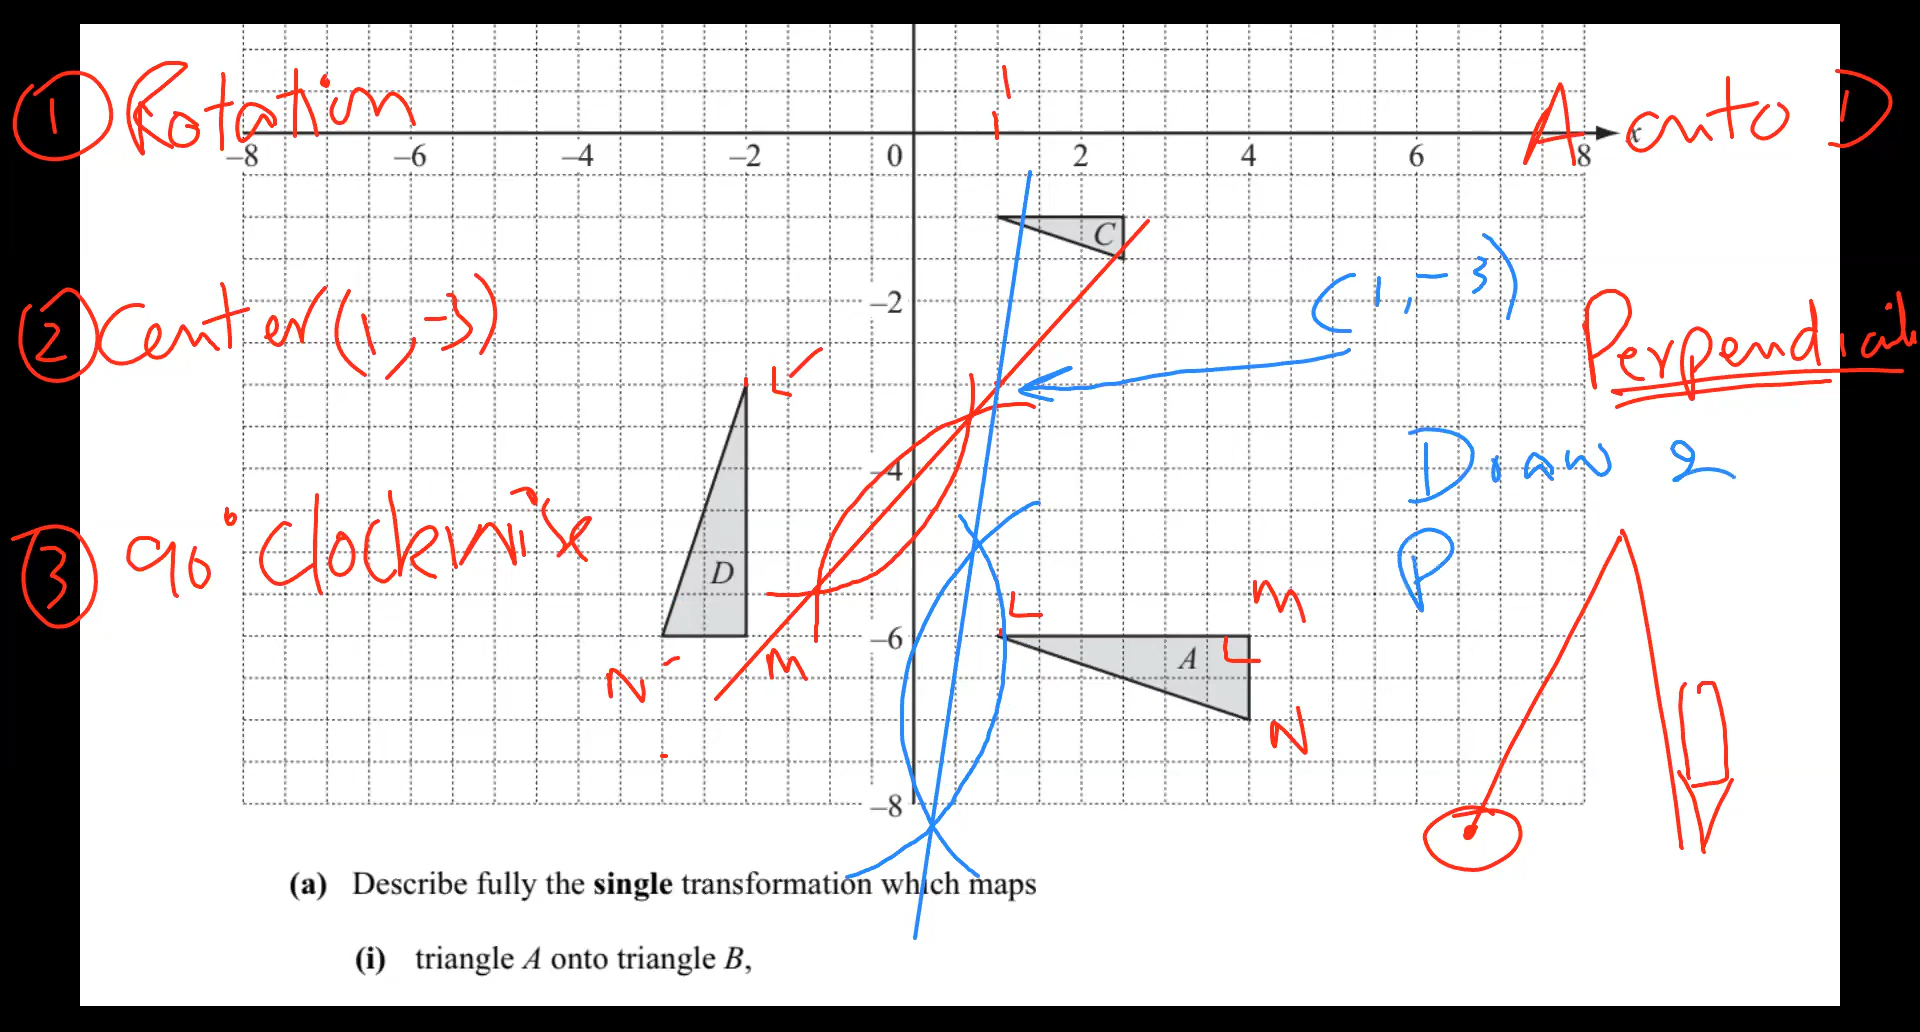 ① Rotation
A onto D
-8 -6 -4 -2 0 2 4 6 8 x
C
-2
(1, -3)
② Center (1, -3)
L
-4
Draw 2
P
③ 90° Clockwise
D
L
M
-6
A
N
M
N
-8
(a) Describe fully the single transformation which maps
(i) triangle A onto triangle B,